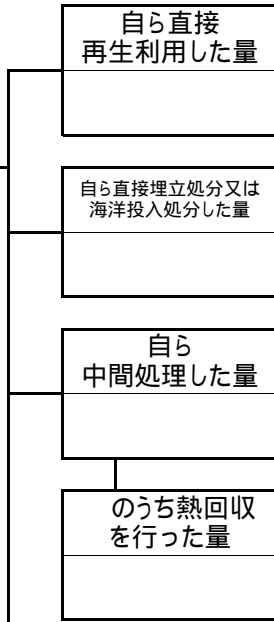 自ら直接
再生利用した量
自ら直接埋立処分又は
海洋投入処分した量
自ら
中間処理した量
のうち熱回収
を行った量